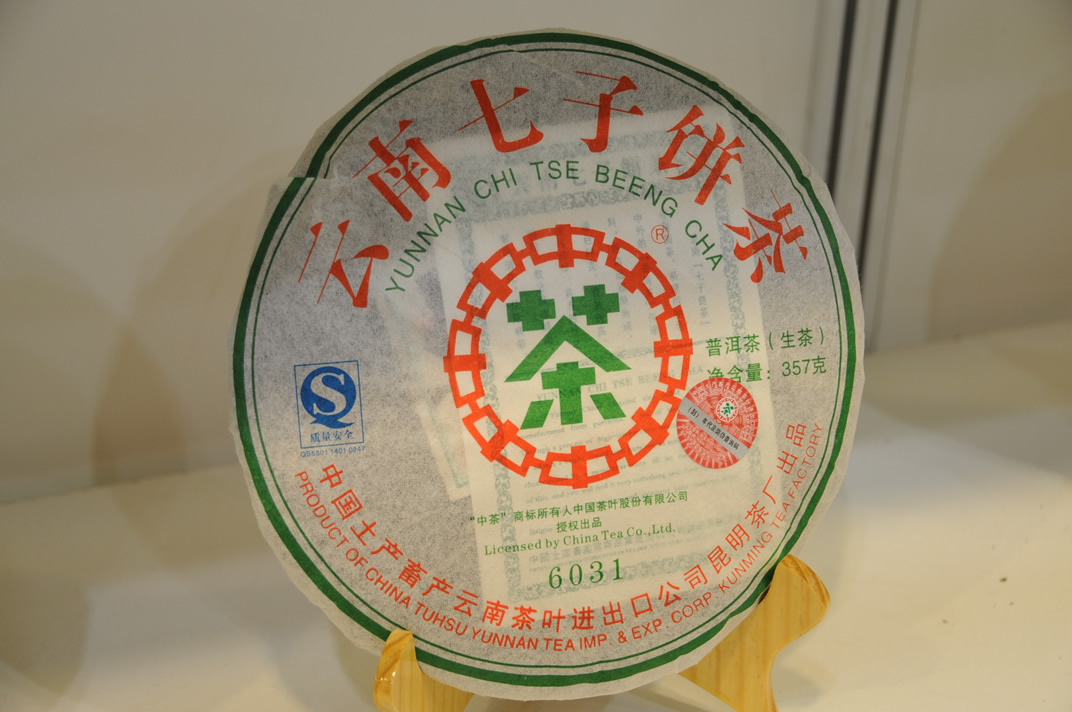 云南七子饼茶
YUNNAN CHI TSE BEENG CHA
®
茶
普洱茶（生茶）
净含量：357克
S
质量安全
QS5301 1401 0347
“中茶”商标所有人中国茶叶股份有限公司
授权出品
Licensed by China Tea Co.,Ltd.
6031
中国土产畜产云南茶叶进出口公司昆明茶厂出品
PRODUCT OF CHINA TUHSU YUNNAN TEA IMP. & EXP. CORP. KUNMING TEA FACTORY